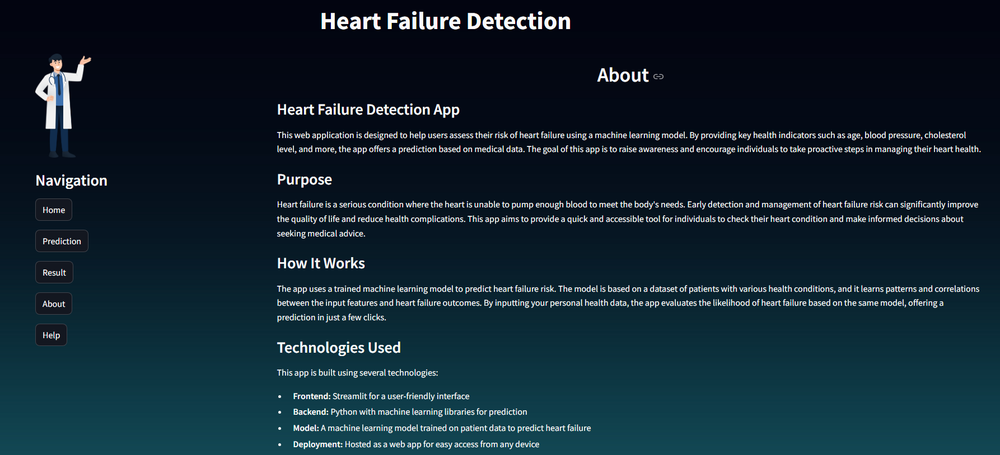 Heart Failure Detection
Navigation
Home
Prediction
Result
About
Help
About
Heart Failure Detection App
This web application is designed to help users assess their risk of heart failure using a machine learning model. By providing key health indicators such as age, blood pressure, cholesterol
level, and more, the app offers a prediction based on medical data. The goal of this app is to raise awareness and encourage individuals to take proactive steps in managing their heart health.
Purpose
Heart failure is a serious condition where the heart is unable to pump enough blood to meet the body's needs. Early detection and management of heart failure risk can significantly improve
the quality of life and reduce health complications. This app aims to provide a quick and accessible tool for individuals to check their heart condition and make informed decisions about
seeking medical advice.
How It Works
The app uses a trained machine learning model to predict heart failure risk. The model is based on a dataset of patients with various health conditions, and it learns patterns and correlations
between the input features and heart failure outcomes. By inputting your personal health data, the app evaluates the likelihood of heart failure based on the same model, offering a
prediction in just a few clicks.
Technologies Used
This app is built using several technologies:
• Frontend: Streamlit for a user-friendly interface
• Backend: Python with machine learning libraries for prediction
• Model: A machine learning model trained on patient data to predict heart failure
• Deployment: Hosted as a web app for easy access from any device